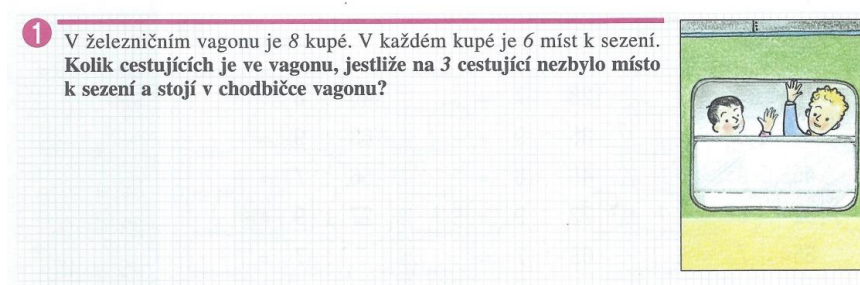 1 V železničním vagonu je 8 kupé. V každém kupé je 6 míst k sezení.
Kolik cestujících je ve vagonu, jestliže na 3 cestující nezbylo místo
k sezení a stojí v chodbičce vagonu?